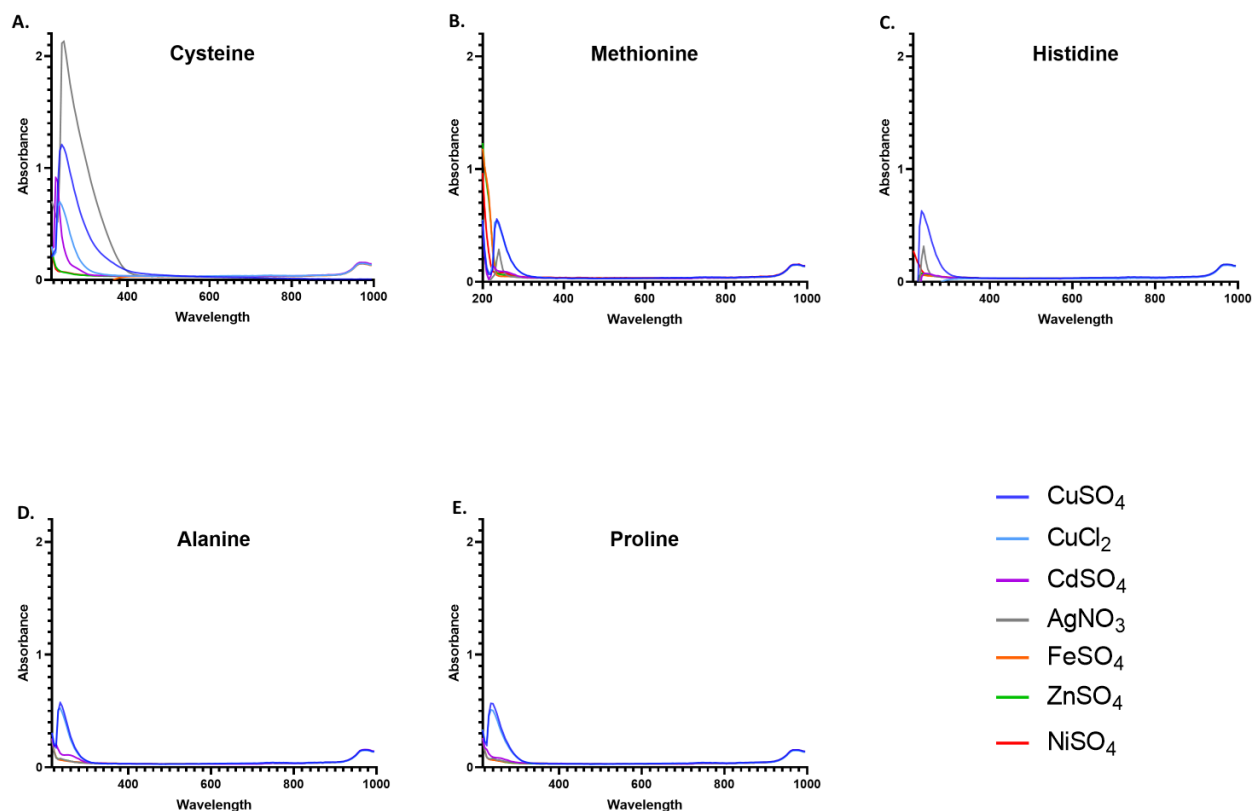 A.
Cysteine
2
1
0
Absorbance
400
600
800
1000
Wavelength
B.
Methionine
2
1
0
Absorbance
200
400
600
800
1000
Wavelength
C.
Histidine
2
1
0
Absorbance
400
600
800
1000
Wavelength
D.
Alanine
2
1
0
Absorbance
400
600
800
1000
Wavelength
E.
Proline
2
1
0
Absorbance
400
600
800
1000
Wavelength
CuSO₄
CuCl₂
CdSO₄
AgNO₃
FeSO₄
ZnSO₄
NiSO₄